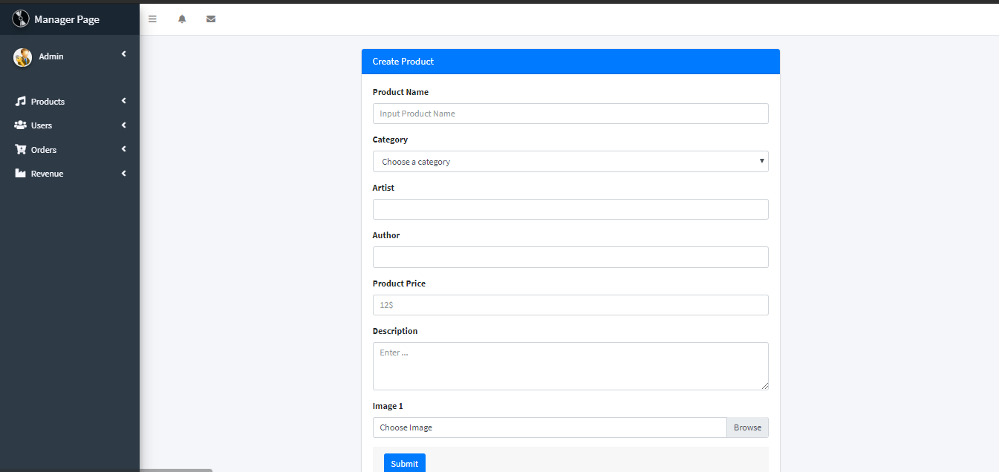 Manager Page
Admin
Products
Users
Orders
Revenue
Create Product
Product Name
Input Product Name
Category
Choose a category
Artist
Author
Product Price
12$
Description
Enter ...
Image 1
Choose Image
Browse
Submit